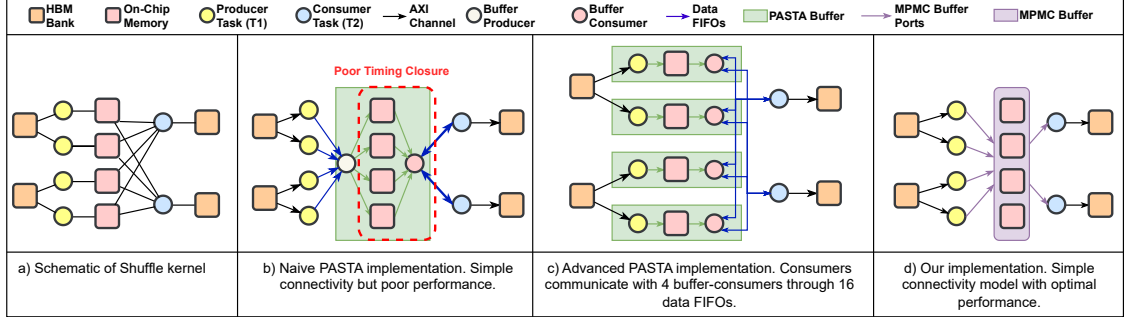 HBM Bank
On-Chip Memory
Producer Task (T1)
Consumer Task (T2)
AXI Channel
Buffer Producer
Buffer Consumer
Data FIFOs
PASTA Buffer
MPMC Buffer Ports
MPMC Buffer
Poor Timing Closure
a) Schematic of Shuffle kernel
b) Naive PASTA implementation. Simple
connectivity but poor performance.
c) Advanced PASTA implementation. Consumers
communicate with 4 buffer-consumers through 16
data FIFOs.
d) Our implementation. Simple
connectivity model with optimal
performance.